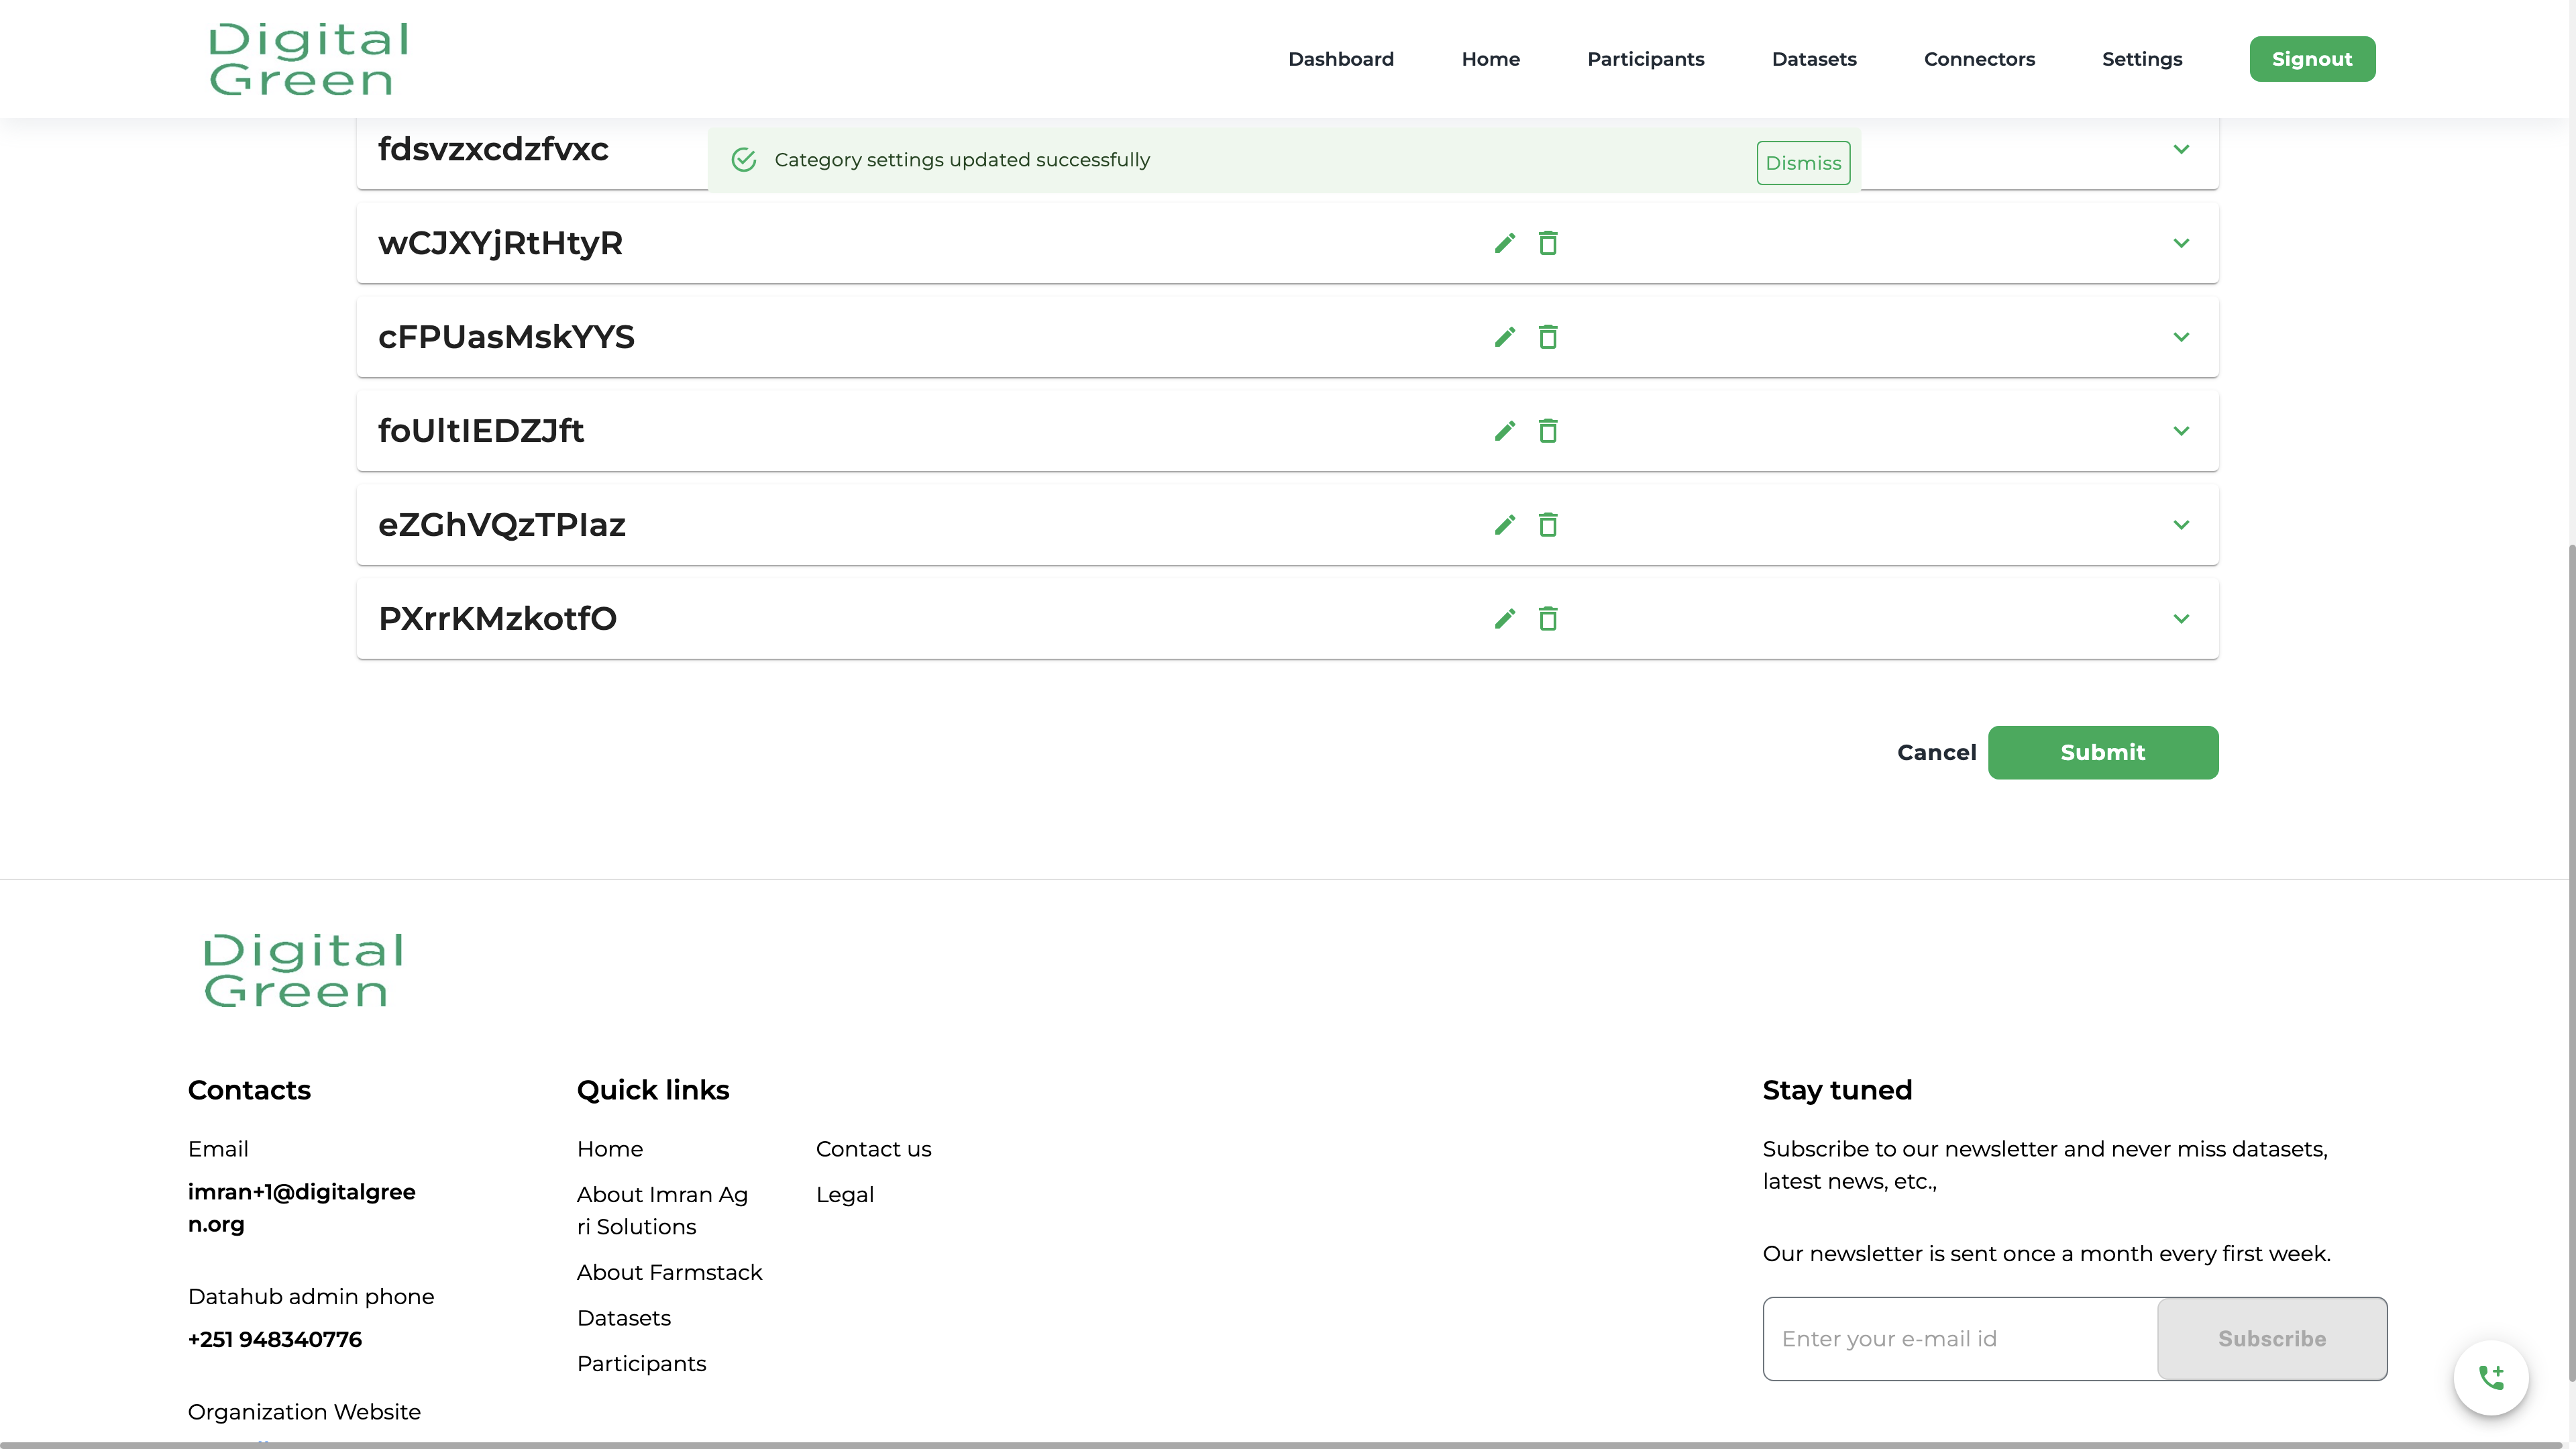 Digital
Green
Dashboard
Home
Participants
Datasets
Connectors
Settings
Signout
fdsvzxcdzfvxc
Category settings updated successfully
Dismiss
wCJXYjRtHtyR
cFPUasMskYYS
foUltIEDZJft
eZGhVQzTPIaz
PXrrKMzkotfO
Cancel
Submit
Digital
Green
Contacts
Email
imran+1@digitalgree
n.org
Datahub admin phone
+251 948340776
Organization Website
Quick links
Home
About Imran Ag
ri Solutions
About Farmstack
Datasets
Participants
Contact us
Legal
Stay tuned
Subscribe to our newsletter and never miss datasets,
latest news, etc.,
Our newsletter is sent once a month every first week.
Enter your e-mail id
Subscribe